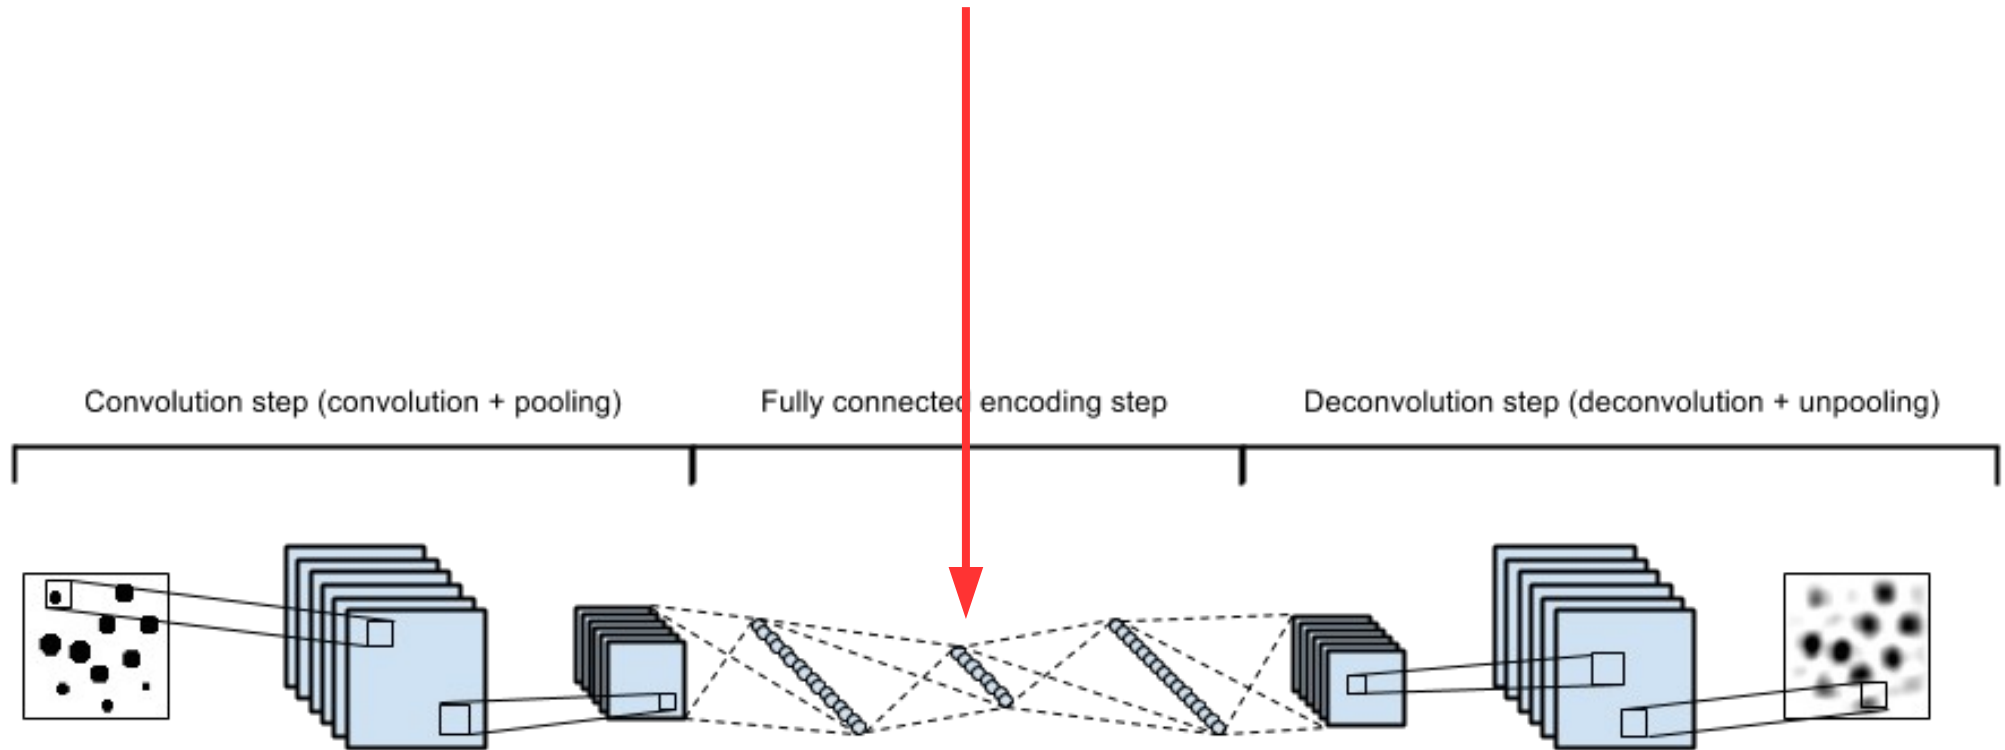 Convolution step (convolution + pooling)
Fully connected encoding step
Deconvolution step (deconvolution + unpooling)